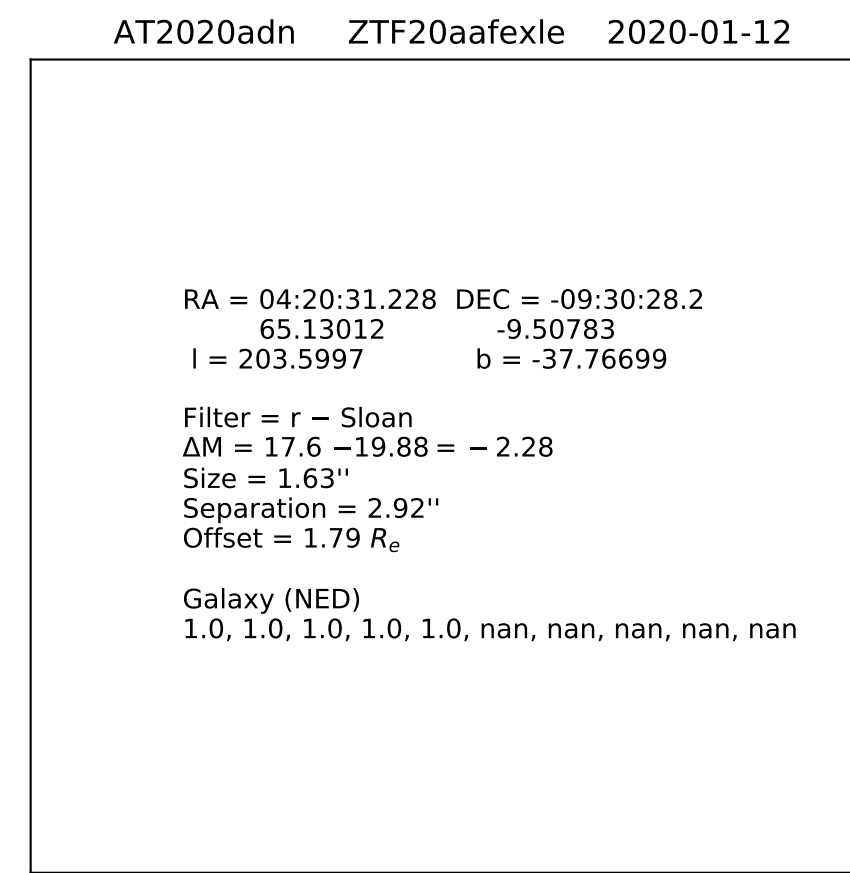 AT2020adn ZTF20aafexle 2020-01-12
RA = 04:20:31.228 DEC = -09:30:28.2
65.13012 -9.50783
l = 203.5997 b = -37.76699
Filter = r − Sloan
ΔM = 17.6 −19.88 = − 2.28
Size = 1.63''
Separation = 2.92''
Offset = 1.79 Rₑ
Galaxy (NED)
1.0, 1.0, 1.0, 1.0, 1.0, nan, nan, nan, nan, nan